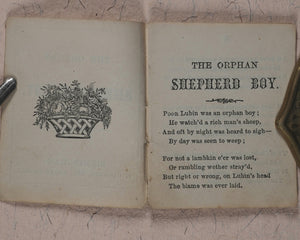 THE ORPHAN
SHEPHERD BOY.
Poon Lubin was an orphan boy ;
He watch'd a rich man's sheep,
And oft by night was heard to sigh—
By day was seen to weep ;
For not a lambkin e'er was lost,
Or rambling wether stray'd,
But right or wrong, on Lubin's head
The blame was ever laid.